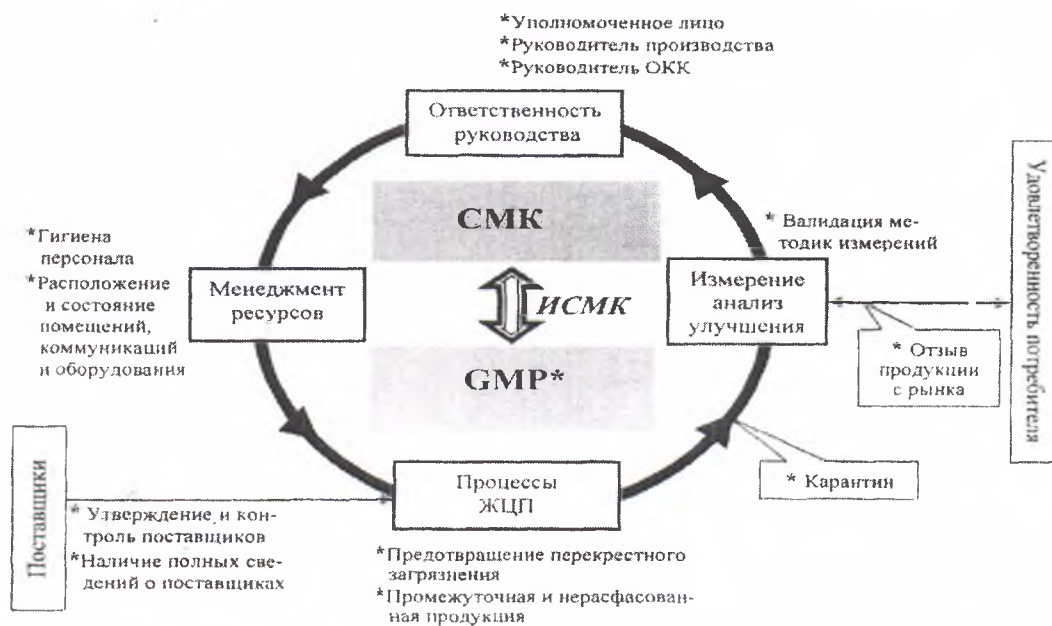 *Уполномоченное лицо
*Руководитель производства
*Руководитель ОКК
Ответственность
руководства
СМК
ИСМК
GMP*
*Гигиена
персонала
*Расположение
и состояние
помещений,
коммуникаций
и оборудования
Менеджмент
ресурсов
* Валидация ме-
тодик измерений
Измерение
анализ
улучшения
* Отзыв
продукции
с рынка
Удовлетворенность потребителя
* Карантин
Процессы
ЖЦП
Поставщики
* Утверждение и кон-
троль поставщиков
*Наличие полных све-
дений о поставщиках
*Предотвращение перекрестного
загрязнения
*Промежуточная и нерасфасован-
ная продукция